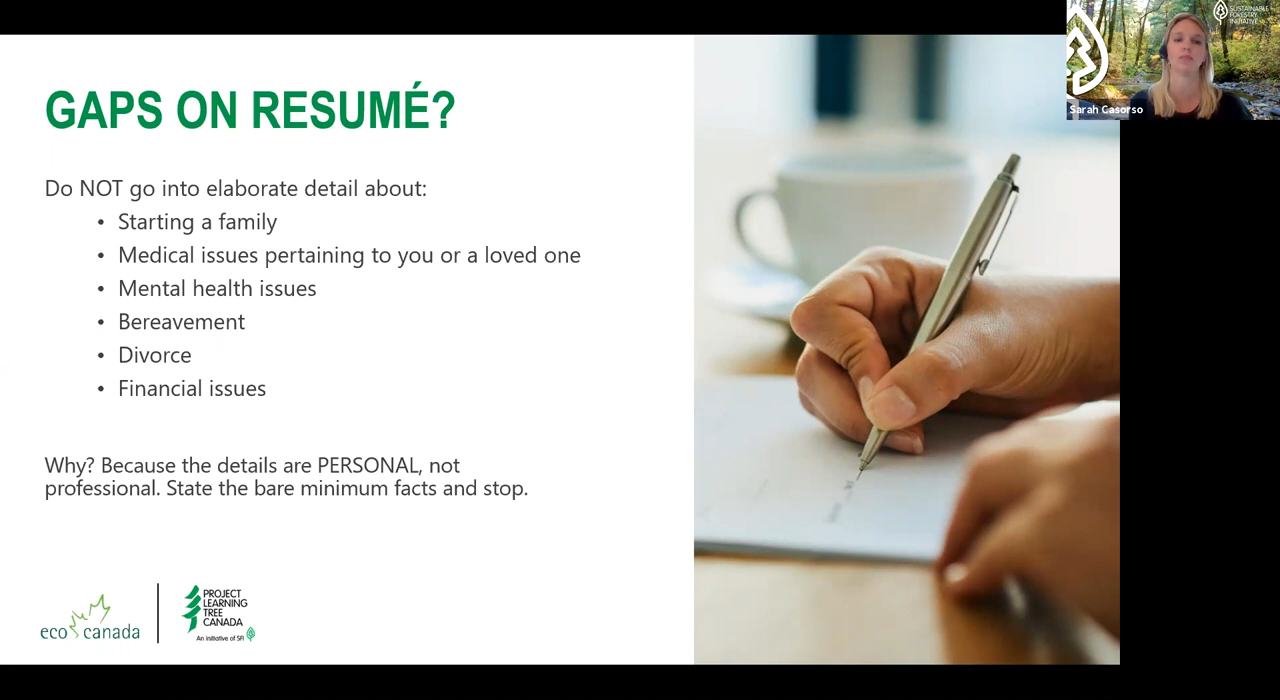 SUSTAINABLE
FORESTRY
INITIATIVE
Sarah Casorso
GAPS ON RESUMÉ?
Do NOT go into elaborate detail about:
• Starting a family
• Medical issues pertaining to you or a loved one
• Mental health issues
• Bereavement
• Divorce
• Financial issues
Why? Because the details are PERSONAL, not
professional. State the bare minimum facts and stop.
eco canada
PROJECT
LEARNING
TREE
CANADA
An initiative of SFI